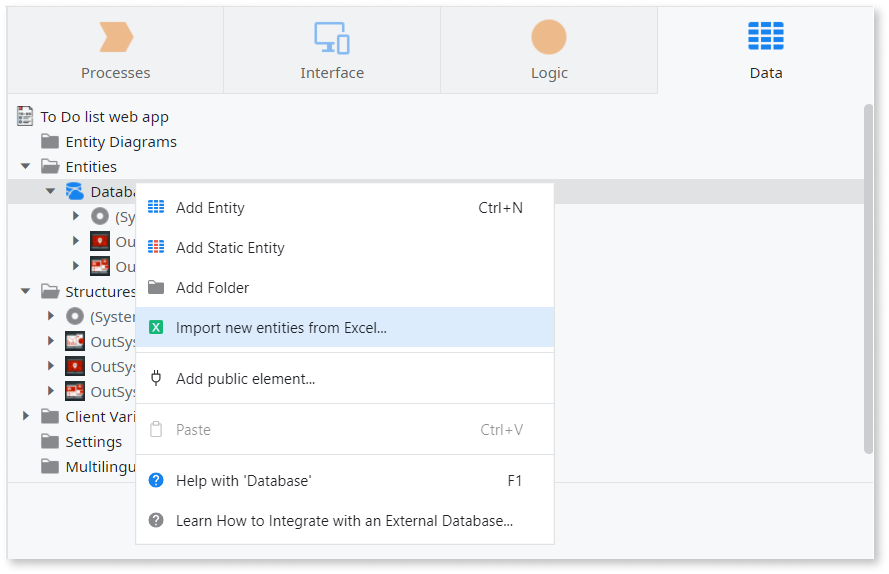 Processes
Interface
Logic
Data
To Do list web app
Entity Diagrams
Entities
Databa
(Sy
Ou
Ou
Structures
(System
OutSy
OutSys
OutSys
Client Vari
Settings
Multilingu
Add Entity Ctrl+N
Add Static Entity
Add Folder
Import new entities from Excel...
Add public element...
Paste Ctrl+V
Help with 'Database' F1
Learn How to Integrate with an External Database...